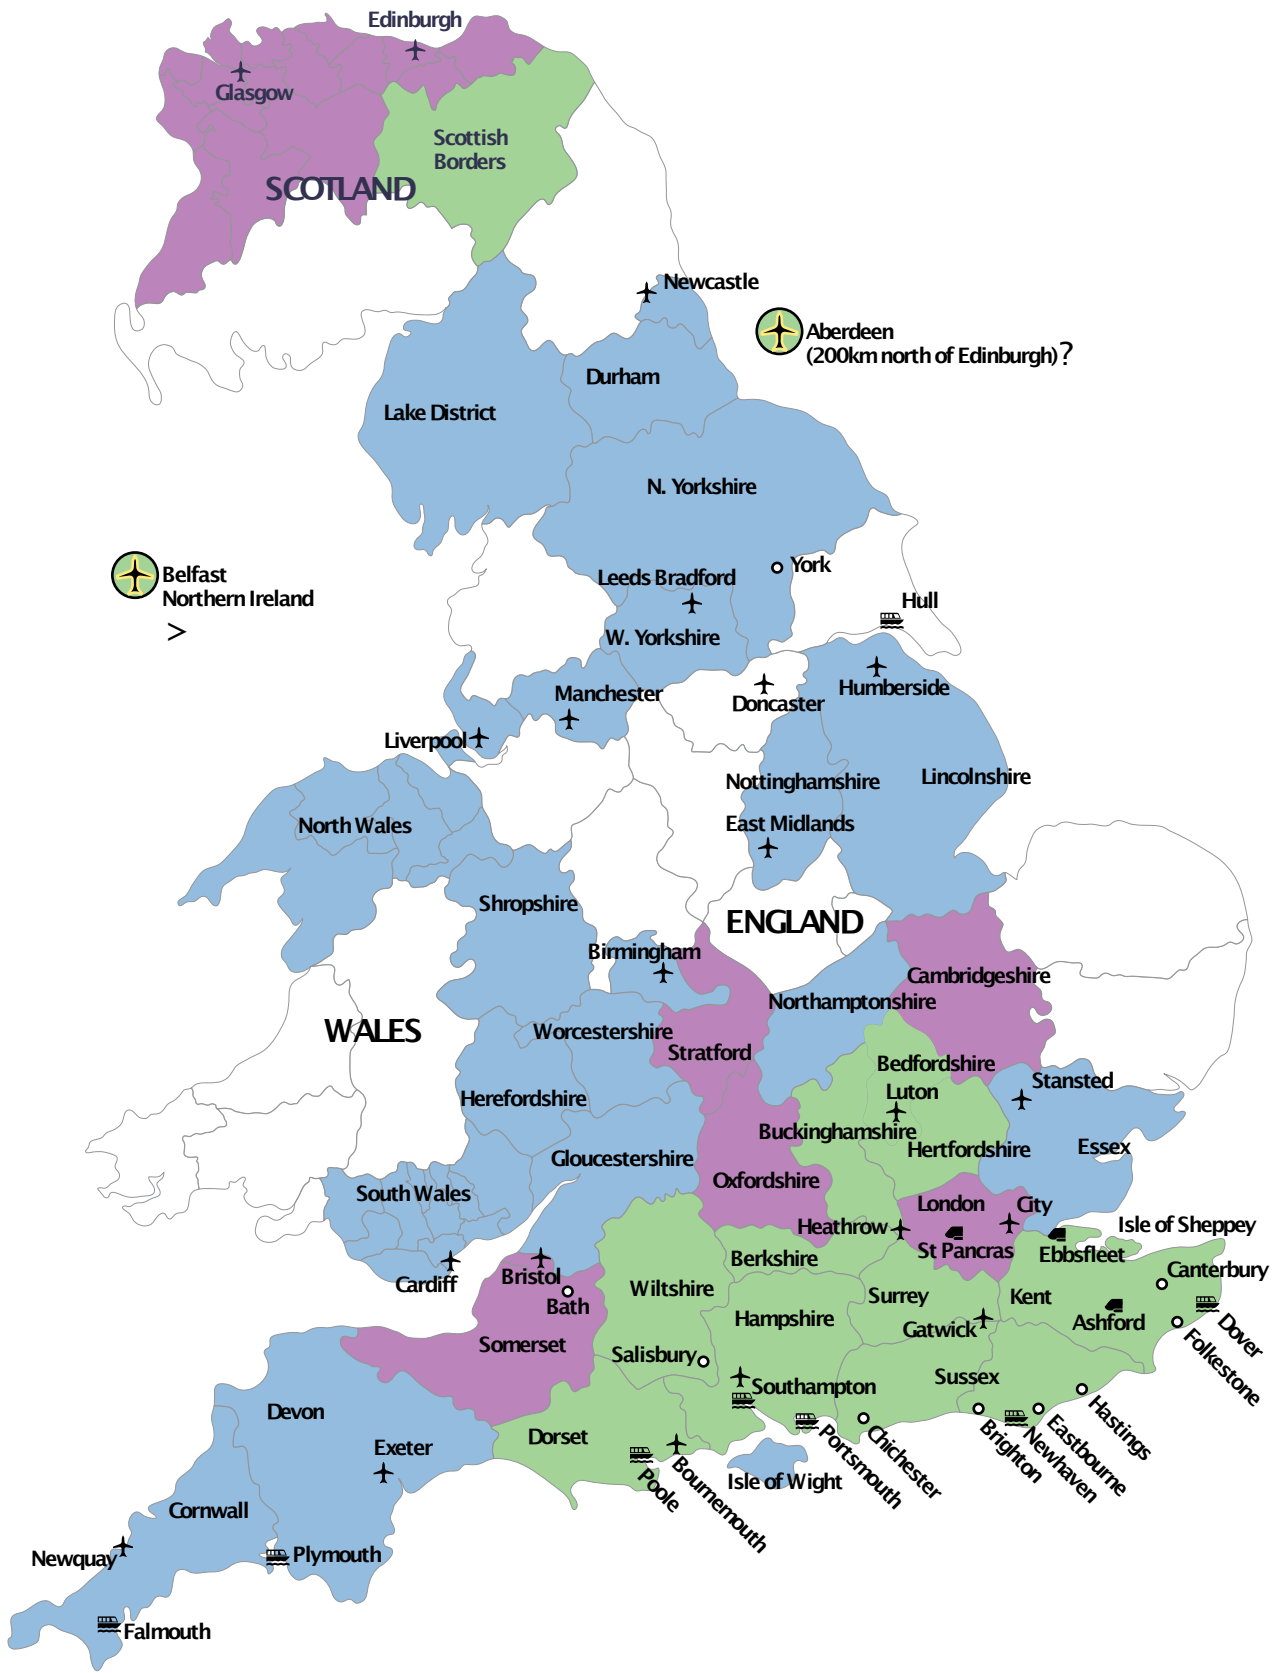 Edinburgh
Glasgow
Scottish
Borders
SCOTLAND
Newcastle
Aberdeen
(200km north of Edinburgh)?
Durham
Lake District
N. Yorkshire
York
Belfast
Northern Ireland
>
Leeds Bradford
Hull
W. Yorkshire
Manchester
Doncaster
Humberside
Liverpool
Nottinghamshire
Lincolnshire
East Midlands
North Wales
Shropshire
ENGLAND
Birmingham
Cambridgeshire
Northamptonshire
WALES
Worcestershire
Stratford
Bedfordshire
Stansted
Luton
Herefordshire
Buckinghamshire
Hertfordshire
Essex
Gloucestershire
Oxfordshire
South Wales
London
City
Heathrow
St Pancras
Isle of Sheppey
Ebbsfleet
Berkshire
Cardiff
Bristol
Bath
Wiltshire
Canterbury
Surrey
Kent
Hampshire
Gatwick
Ashford
Dover
Folkestone
Somerset
Salisbury
Sussex
Southampton
Devon
Dorset
Hastings
Eastbourne
Newhaven
Brighton
Chichester
Portsmouth
Exeter
Poole
Bournemouth
Isle of Wight
Cornwall
Newquay
Plymouth
Falmouth